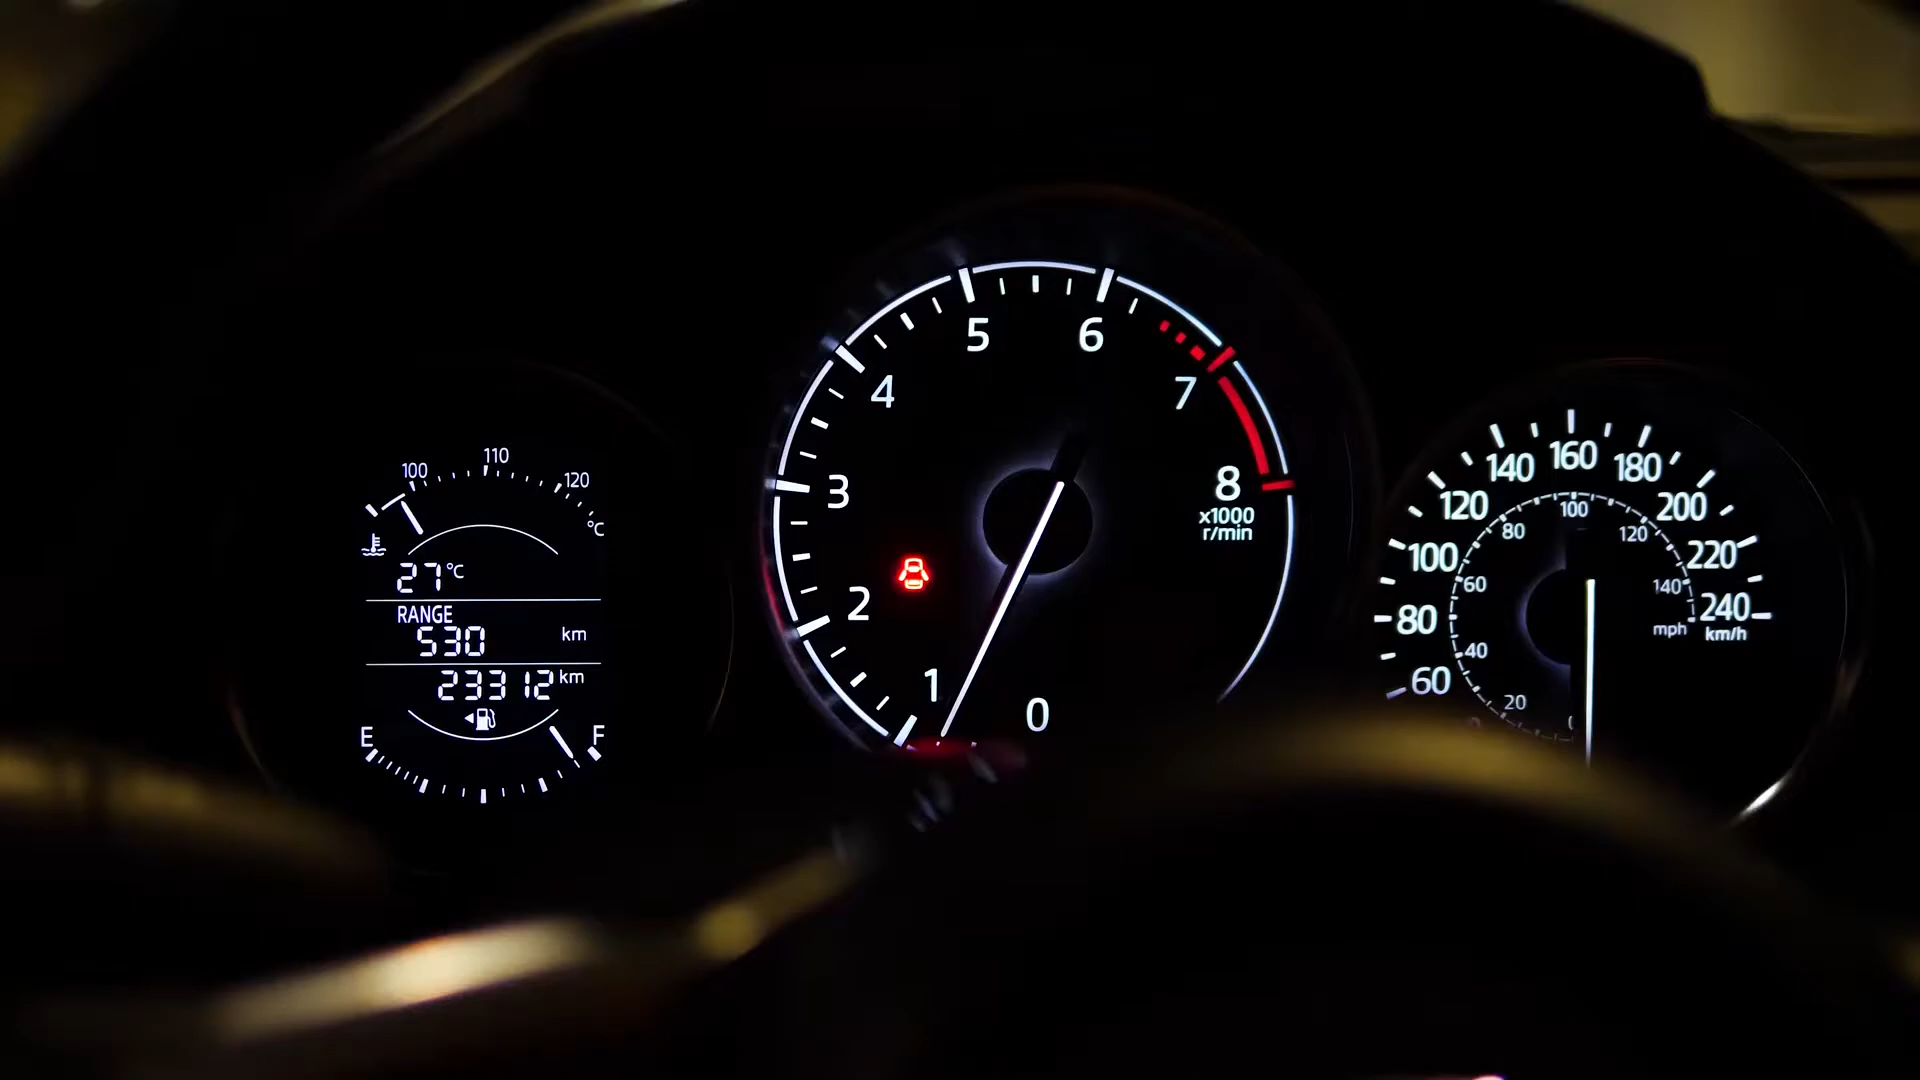 100 110 120
°C
27 °C
RANGE
530 km
23312 km
E F
0 1 2 3 4 5 6 7 8
x1000
r/min
60 80 100 120 140 160 180 200 220 240
km/h
20 40 60 80 100 120 140
mph